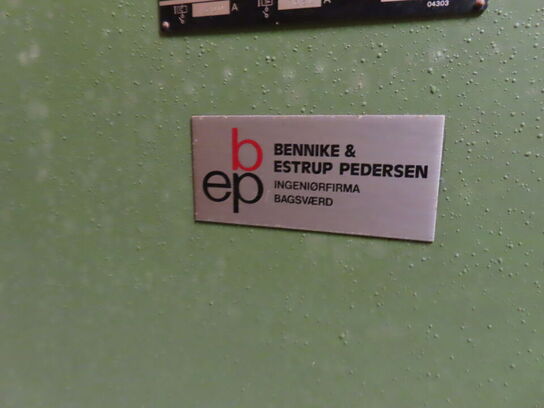 A
A
04303
b
ep
BENNIKE &
ESTRUP PEDERSEN
INGENIØRFIRMA
BAGSVÆRD